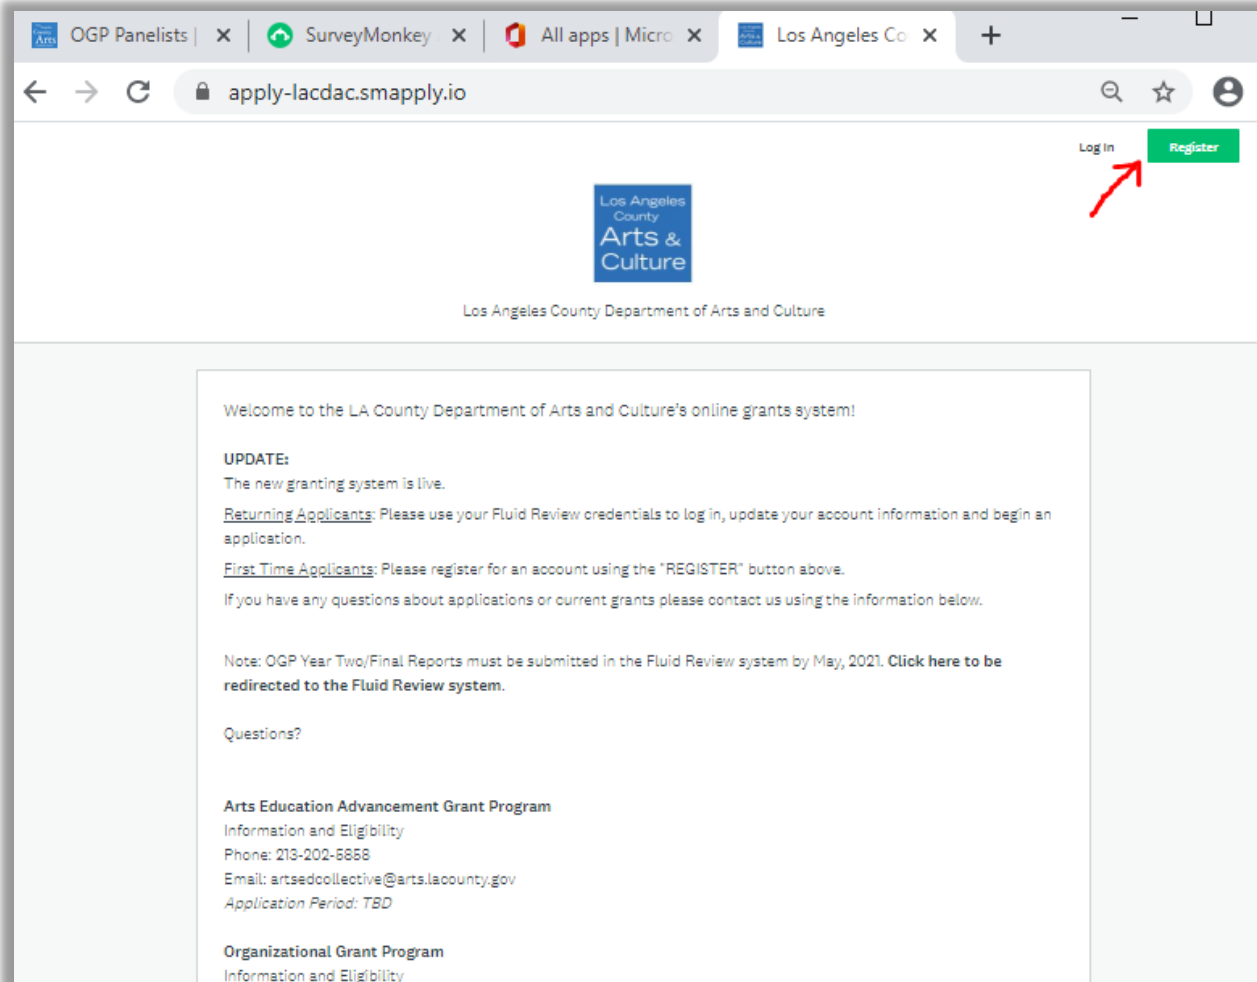 OGP Panelists |
SurveyMonkey
All apps | Micro
Los Angeles Co
apply-lacdac.smapply.io
Log In
Register
Los Angeles
County
Arts &
Culture
Los Angeles County Department of Arts and Culture
Welcome to the LA County Department of Arts and Culture's online grants system!
UPDATE:
The new granting system is live.
Returning Applicants: Please use your Fluid Review credentials to log in, update your account information and begin an
application.
First Time Applicants: Please register for an account using the "REGISTER" button above.
If you have any questions about applications or current grants please contact us using the information below.
Note: OGP Year Two/Final Reports must be submitted in the Fluid Review system by May, 2021. Click here to be
redirected to the Fluid Review system.
Questions?
Arts Education Advancement Grant Program
Information and Eligibility
Phone: 213-202-5858
Email: artsedcollective@arts.lacounty.gov
Application Period: TBD
Organizational Grant Program
Information and Eligibility